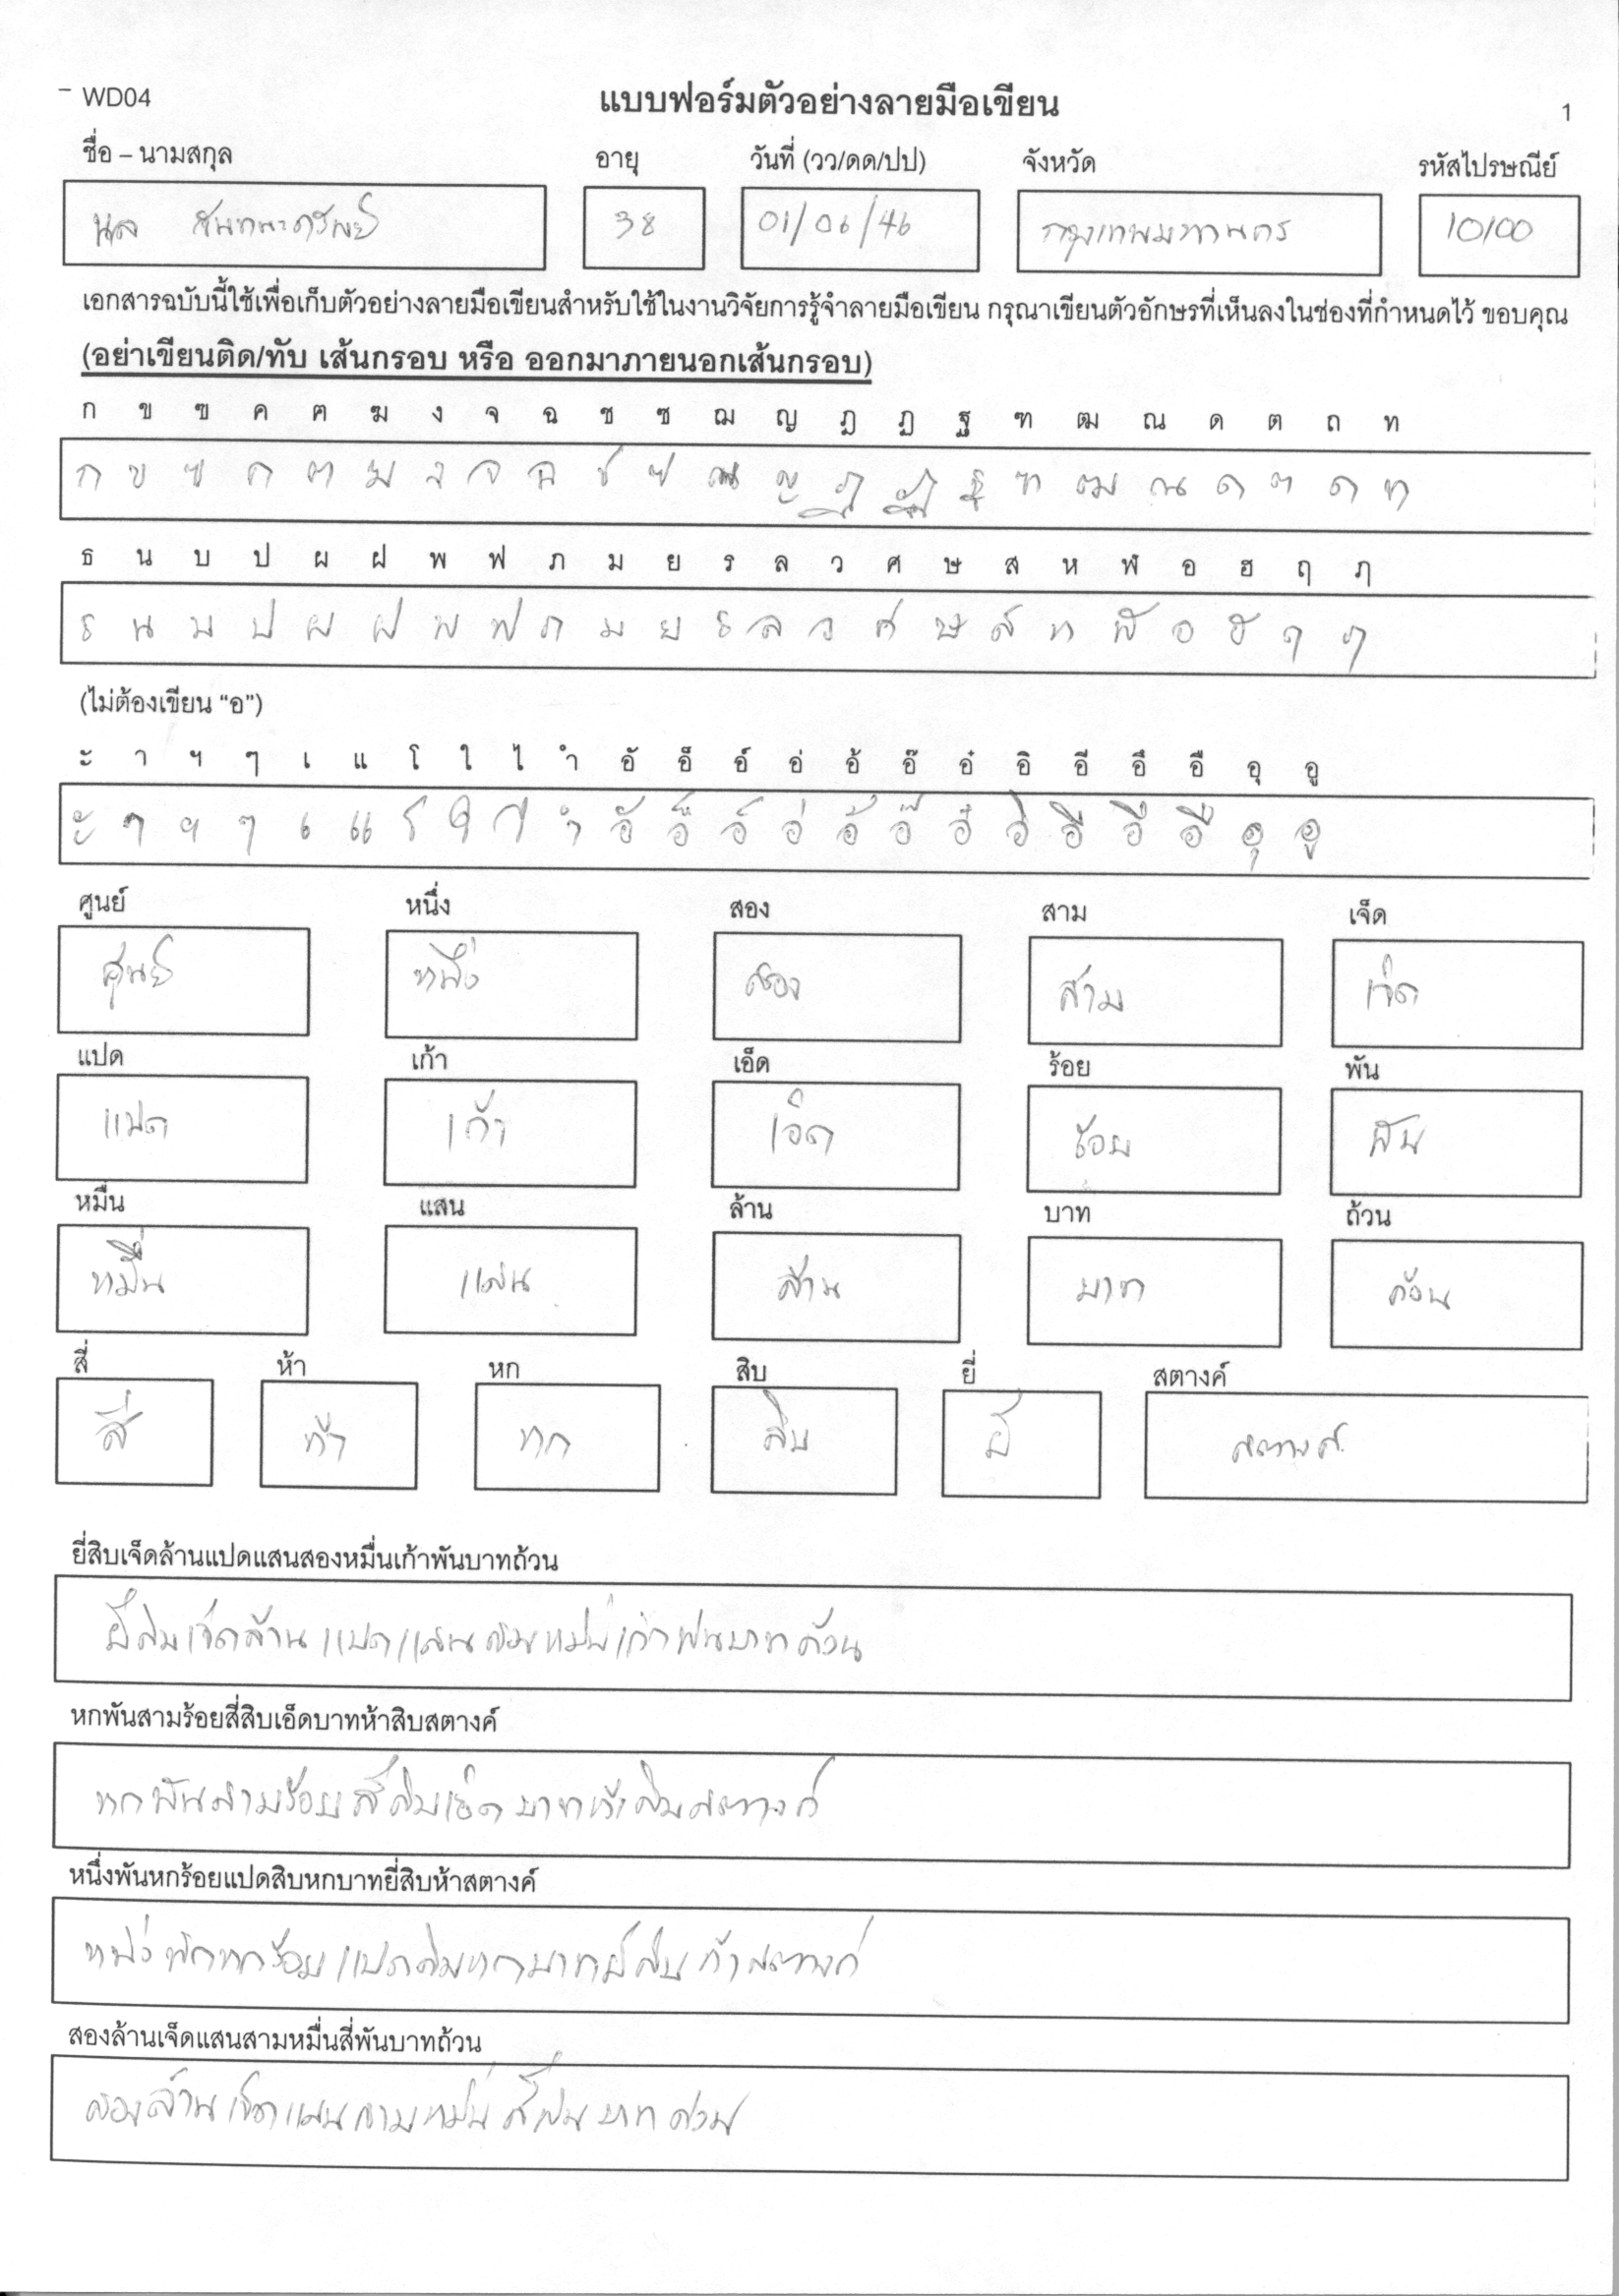 WD04 แบบฟอร์มตัวอย่างลายมือเขียน 1
ชื่อ – นามสกุล อายุ วันที่ (วว/ดด/ปป) จังหวัด รหัสไปรษณีย์
38 01/06/46 กรุงเทพมหานคร 10100
เอกสารฉบับนี้ใช้เพื่อเก็บตัวอย่างลายมือเขียนสำหรับใช้ในงานวิจัยการรู้จำลายมือเขียน กรุณาเขียนตัวอักษรที่เห็นลงในช่องที่กำหนดไว้ ขอบคุณ
(อย่าเขียนติด/ทับ เส้นกรอบ หรือ ออกมาภายนอกเส้นกรอบ)
ก ข ฃ ค ฅ ฆ ง จ ฉ ช ซ ฌ ญ ฎ ฏ ฐ ฑ ฒ ณ ด ต ถ ท
ก ข ฃ ค ฅ ฆ ง จ ฉ ช ซ ฌ ญ ฎ ฏ ฐ ฑ ฒ ณ ด ต ถ ท
ธ น บ ป ผ ฝ พ ฟ ภ ม ย ร ล ว ศ ษ ส ห ฬ อ ฮ ฤ ฦ
ธ น บ ป ผ ฝ พ ฟ ภ ม ย ร ล ว ศ ษ ส ห ฬ อ ฮ ฤ ฦ
(ไม่ต้องเขียน “อ”)
ะ า ฯ ๆ เ แ โ ใ ไ ำ อั อ็ อ์ อ่ อ้ อ๊ อ๋ อิ อี อึ อื อุ อู
ะ า ฯ ๆ เ แ โ ใ ไ ำ อั อ็ อ์ อ่ อ้ อ๊ อ๋ อิ อี อึ อื อุ อู
ศูนย์ หนึ่ง สอง สาม เจ็ด
ศูนย์ หนึ่ง สอง สาม เจ็ด
แปด เก้า เอ็ด ร้อย พัน
แปด เก้า เอ็ด ร้อย พัน
หมื่น แสน ล้าน บาท ถ้วน
หมื่น แสน ล้าน บาท ถ้วน
สี่ ห้า หก สิบ ยี่ สตางค์
สี่ ห้า หก สิบ ยี่ สตางค์
ยี่สิบเจ็ดล้านแปดแสนสองหมื่นเก้าพันบาทถ้วน
ยี่สิบเจ็ดล้านแปดแสนสองหมื่นเก้าพันบาทถ้วน
หกพันสามร้อยสี่สิบเอ็ดบาทห้าสิบสตางค์
หกพันสามร้อยสี่สิบเอ็ดบาทห้าสิบสตางค์
หนึ่งพันหกร้อยแปดสิบหกบาทยี่สิบห้าสตางค์
หนึ่งพันหกร้อยแปดสิบหกบาทยี่สิบห้าสตางค์
สองล้านเจ็ดแสนสามหมื่นสี่พันบาทถ้วน
สองล้านเจ็ดแสนสามหมื่นสี่พันบาทถ้วน